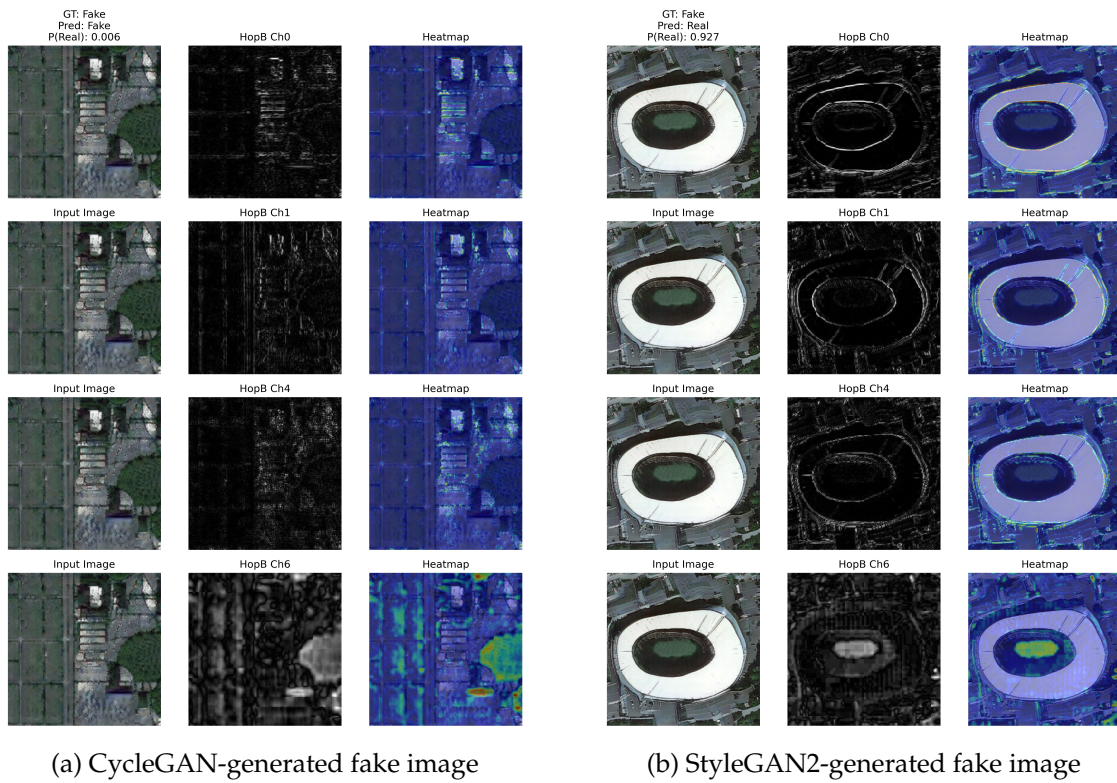 GT: Fake
Pred: Fake
P(Real): 0.006
HopB Ch0
Heatmap
Input Image
HopB Ch1
Heatmap
Input Image
HopB Ch4
Heatmap
Input Image
HopB Ch6
Heatmap
(a) CycleGAN-generated fake image
GT: Fake
Pred: Real
P(Real): 0.927
HopB Ch0
Heatmap
Input Image
HopB Ch1
Heatmap
Input Image
HopB Ch4
Heatmap
Input Image
HopB Ch6
Heatmap
(b) StyleGAN2-generated fake image